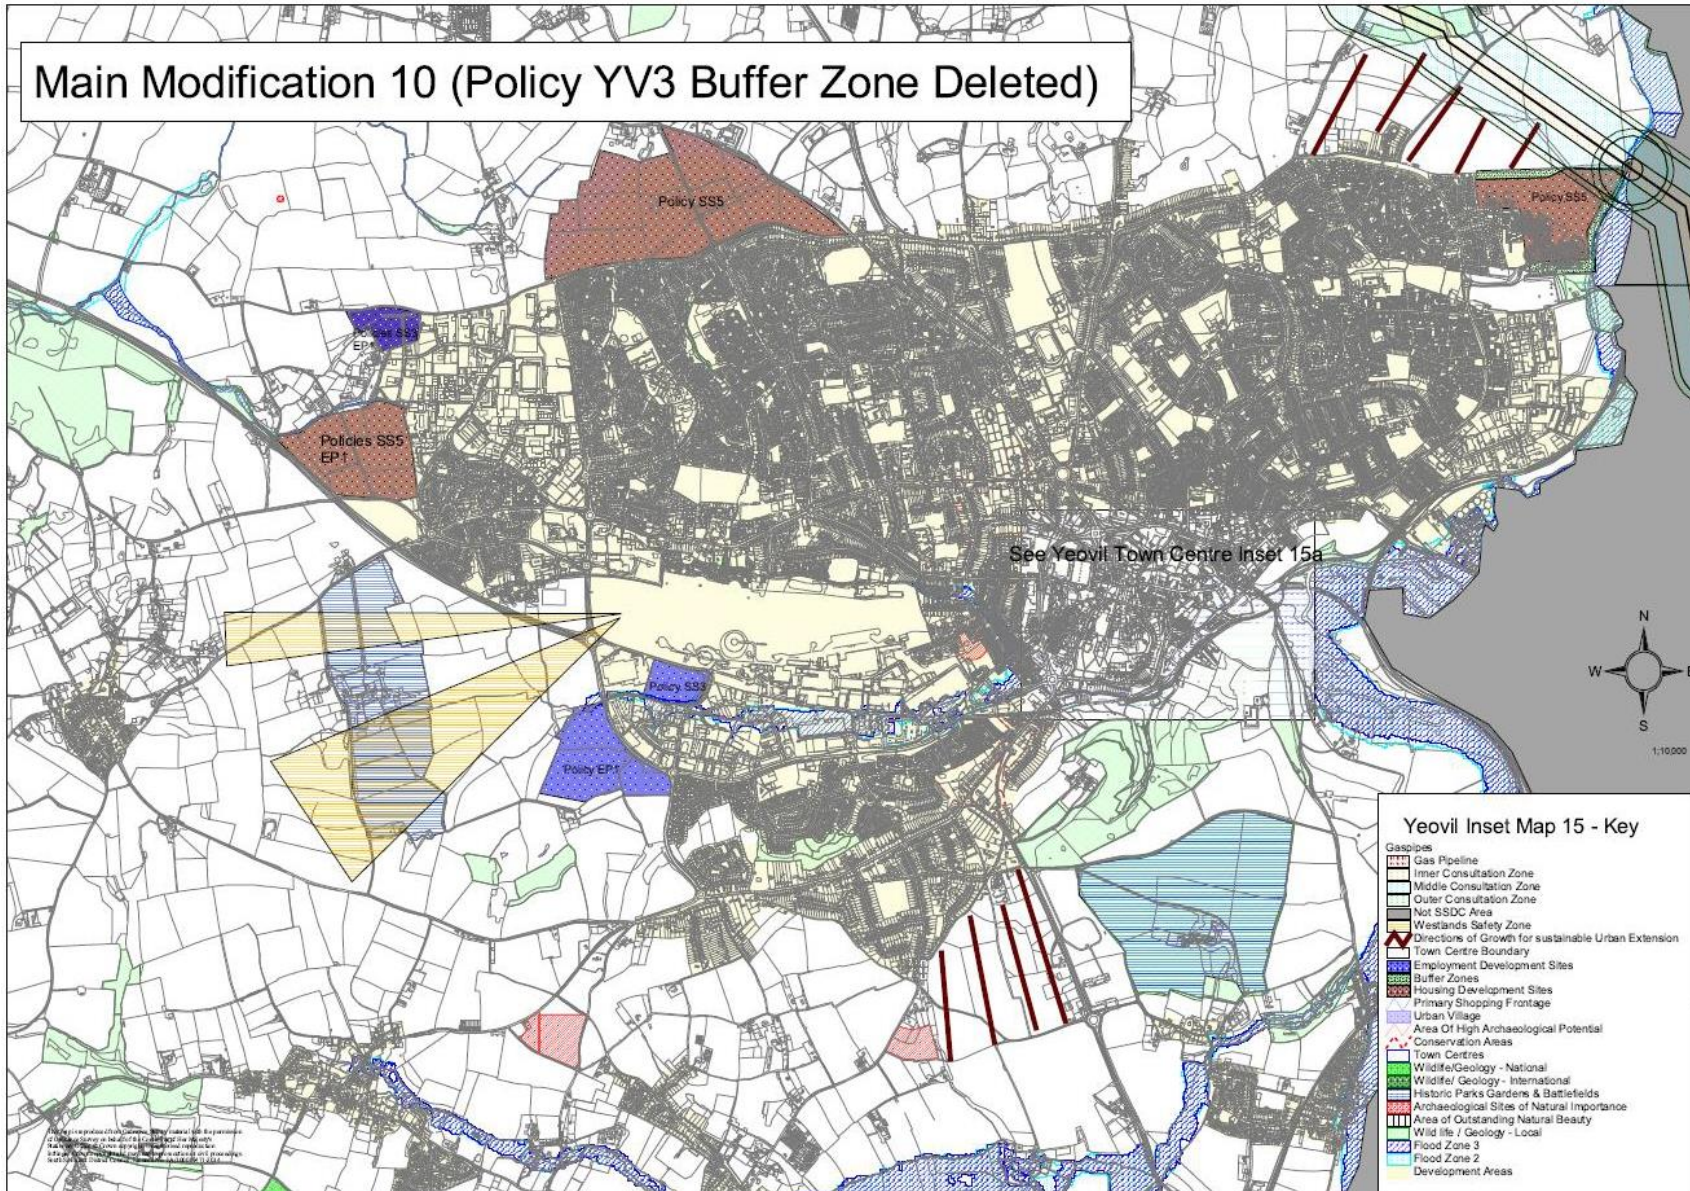 Main Modification 10 (Policy YV3 Buffer Zone Deleted)
Policy SS5
Policy SS5
EP1
Policies SS5
EP1
See Yeovil Town Centre Inset 15a
Policy SS3
Policy EP1
N
W
E
S
1:10,000
Yeovil Inset Map 15 - Key
Gaspipes
Gas Pipeline
Inner Consultation Zone
Middle Consultation Zone
Outer Consultation Zone
Not SSDC Area
Westlands Safety Zone
Directions of Growth for sustainable Urban Extension
Town Centre Boundary
Employment Development Sites
Buffer Zones
Housing Development Sites
Primary Shopping Frontage
Urban Village
Area Of High Archaeological Potential
Conservation Areas
Town Centres
Wildlife/Geology - National
Wildlife/ Geology - International
Historic Parks Gardens & Battlefields
Archaeological Sites of Natural Importance
Area of Outstanding Natural Beauty
Wild life / Geology - Local
Flood Zone 3
Flood Zone 2
Development Areas